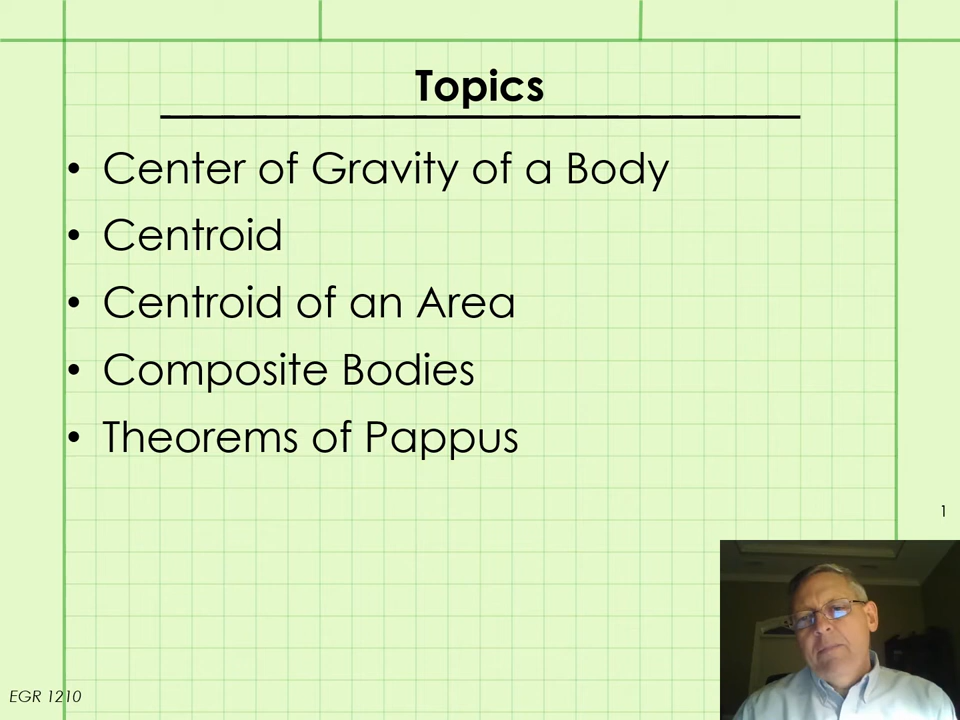 Topics
• Center of Gravity of a Body
• Centroid
• Centroid of an Area
• Composite Bodies
• Theorems of Pappus
1
EGR 1210